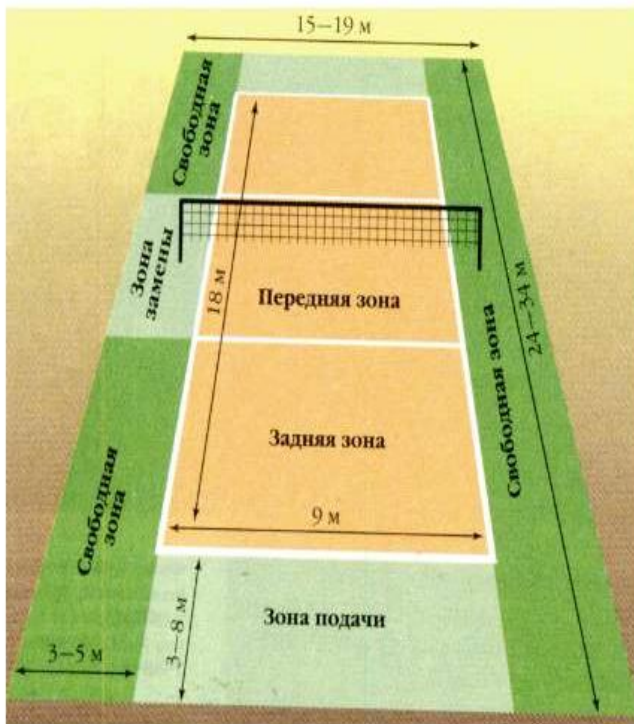 15—19 м
Свободная
зона
Зона
замены
18 м
Передняя зона
24—34 м
Свободная зона
Задняя зона
Свободная
зона
9 м
3—8 м
Зона подачи
3—5 м